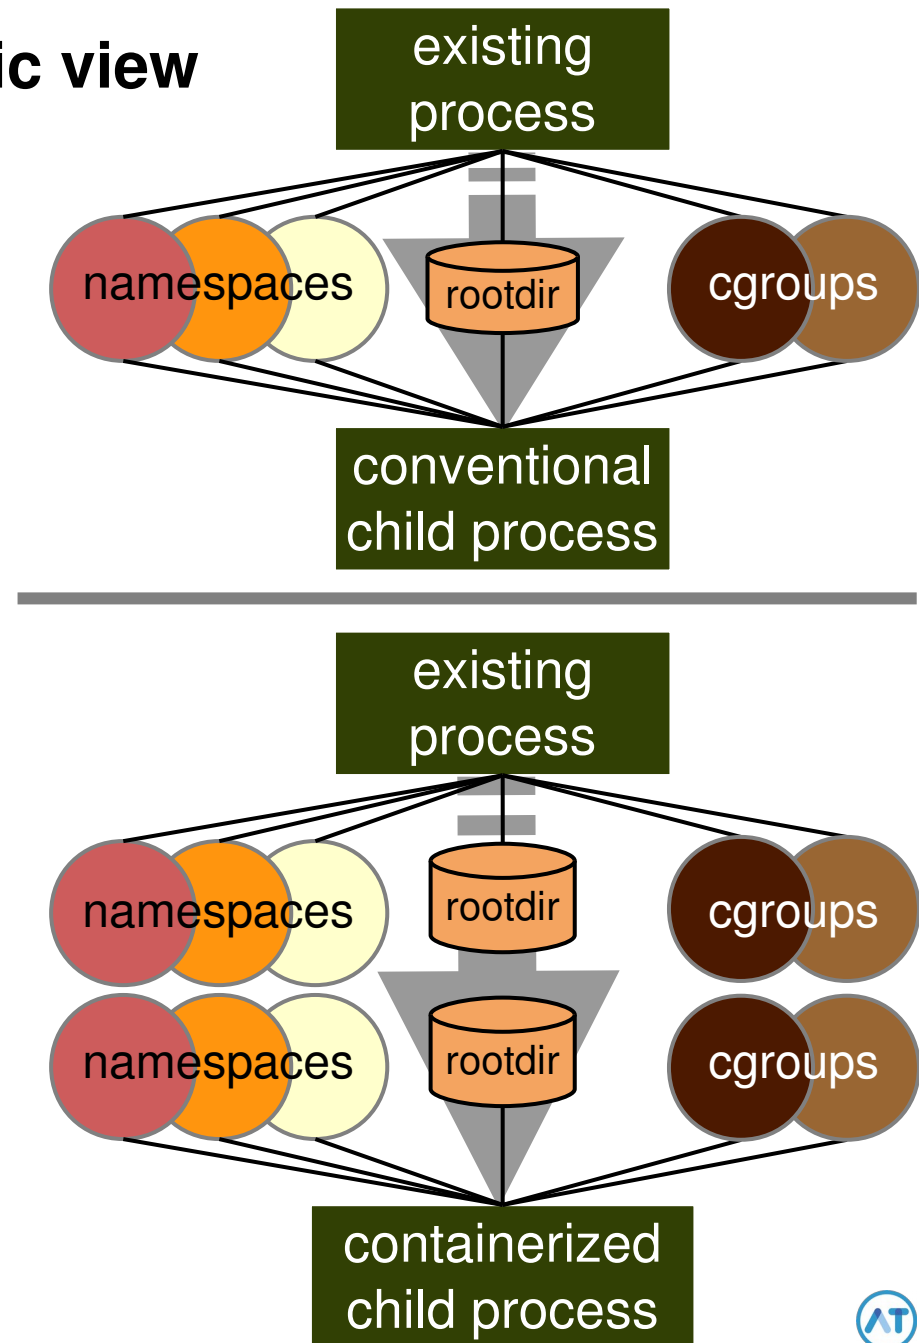 ic view
existing
process
namespaces
rootdir
cgroups
conventional
child process
existing
process
namespaces
rootdir
cgroups
namespaces
rootdir
cgroups
containerized
child process
AT